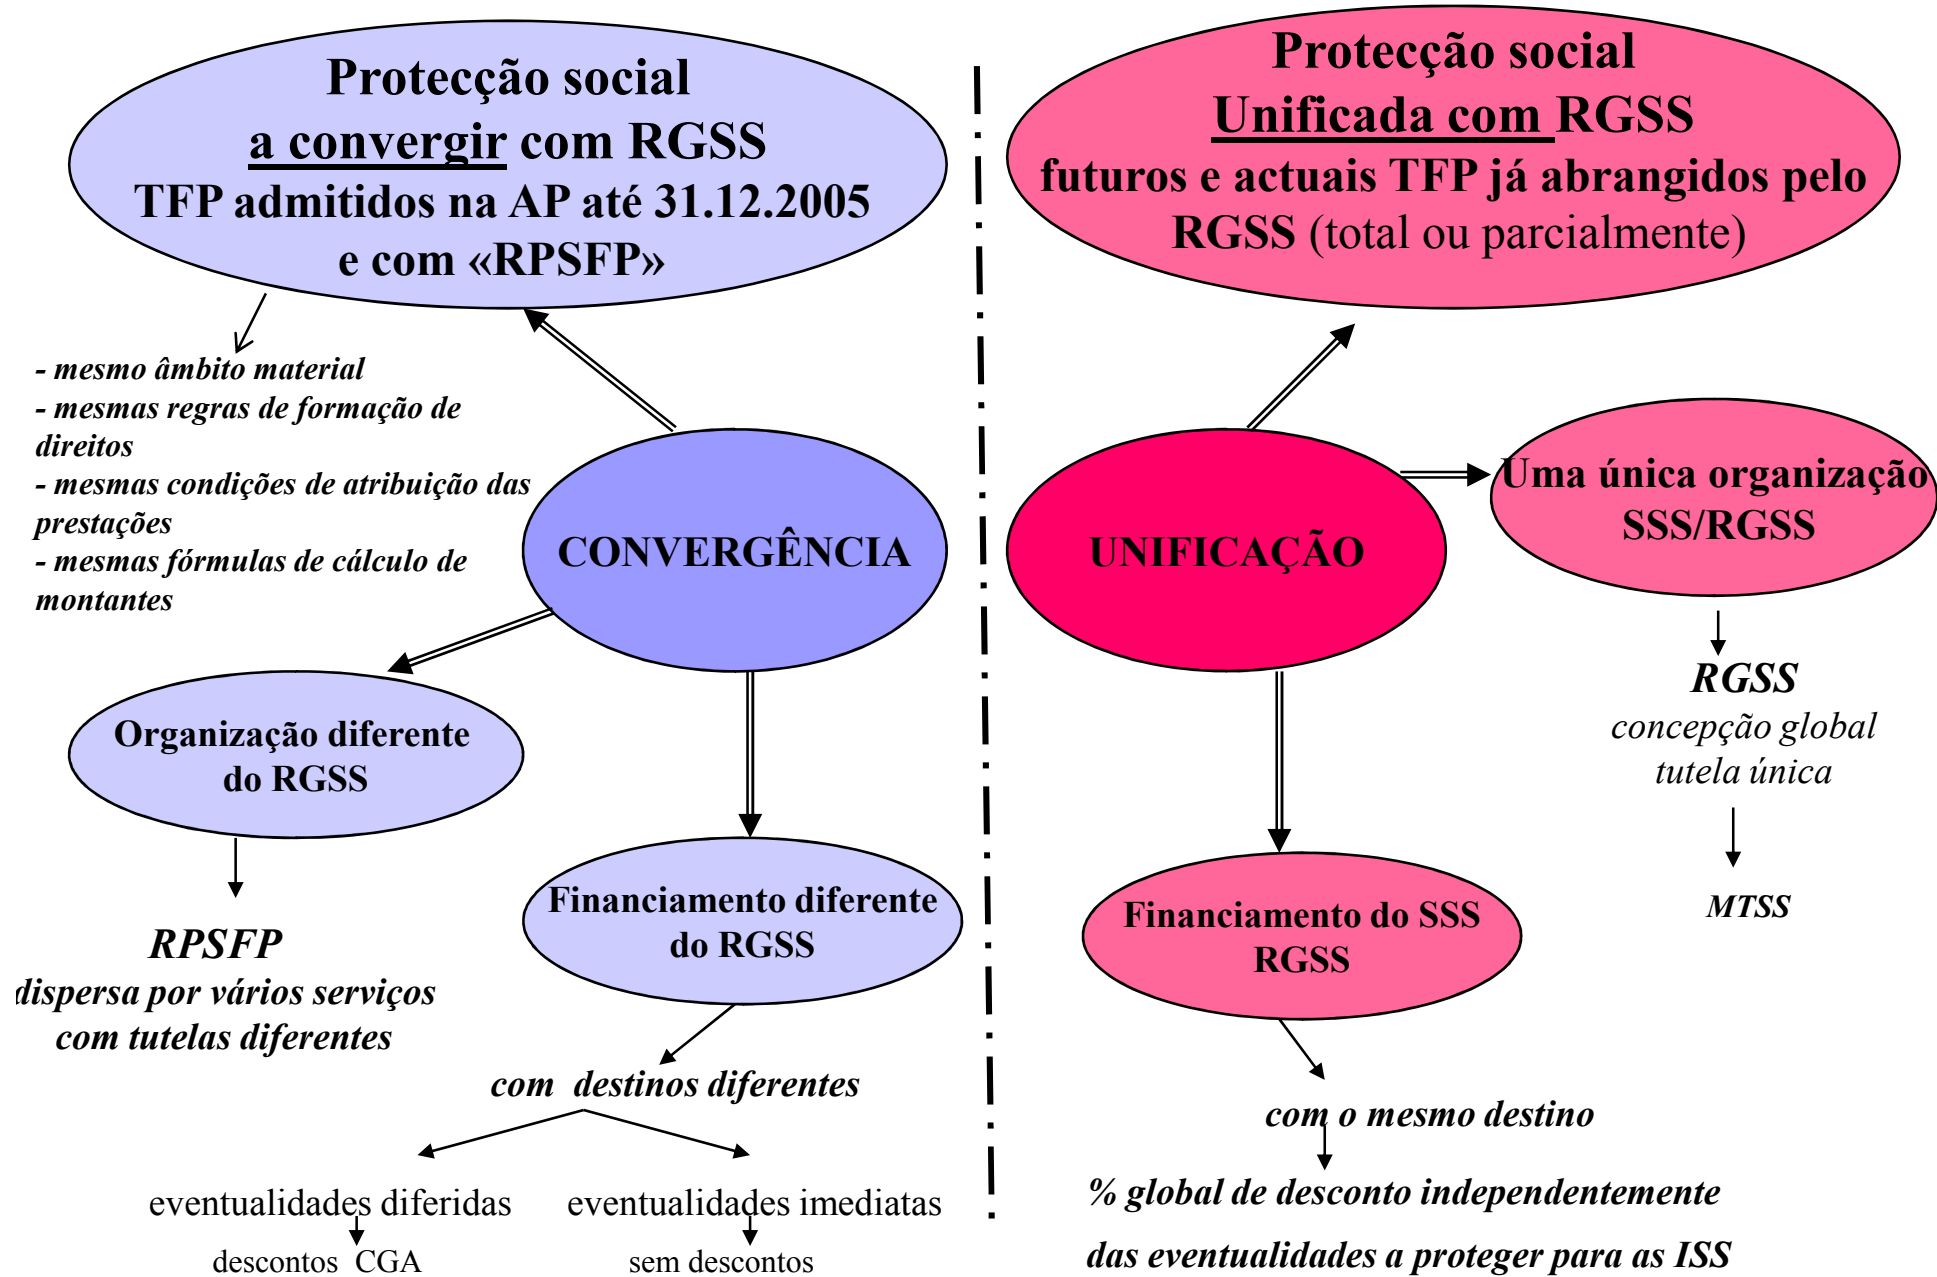 Protecção social
a convergir com RGSS
TFP admitidos na AP até 31.12.2005
e com «RPSFP»
- mesmo âmbito material
- mesmas regras de formação de
direitos
- mesmas condições de atribuição das
prestações
- mesmas fórmulas de cálculo de
montantes
CONVERGÊNCIA
Organização diferente
do RGSS
RPSFP
dispersa por vários serviços
com tutelas diferentes
Financiamento diferente
do RGSS
com destinos diferentes
eventualidades diferidas
descontos CGA
eventualidades imediatas
sem descontos
Protecção social
Unificada com RGSS
futuros e actuais TFP já abrangidos pelo
RGSS (total ou parcialmente)
UNIFICAÇÃO
Uma única organização
SSS/RGSS
RGSS
concepção global
tutela única
MTSS
Financiamento do SSS
RGSS
com o mesmo destino
% global de desconto independentemente
das eventualidades a proteger para as ISS